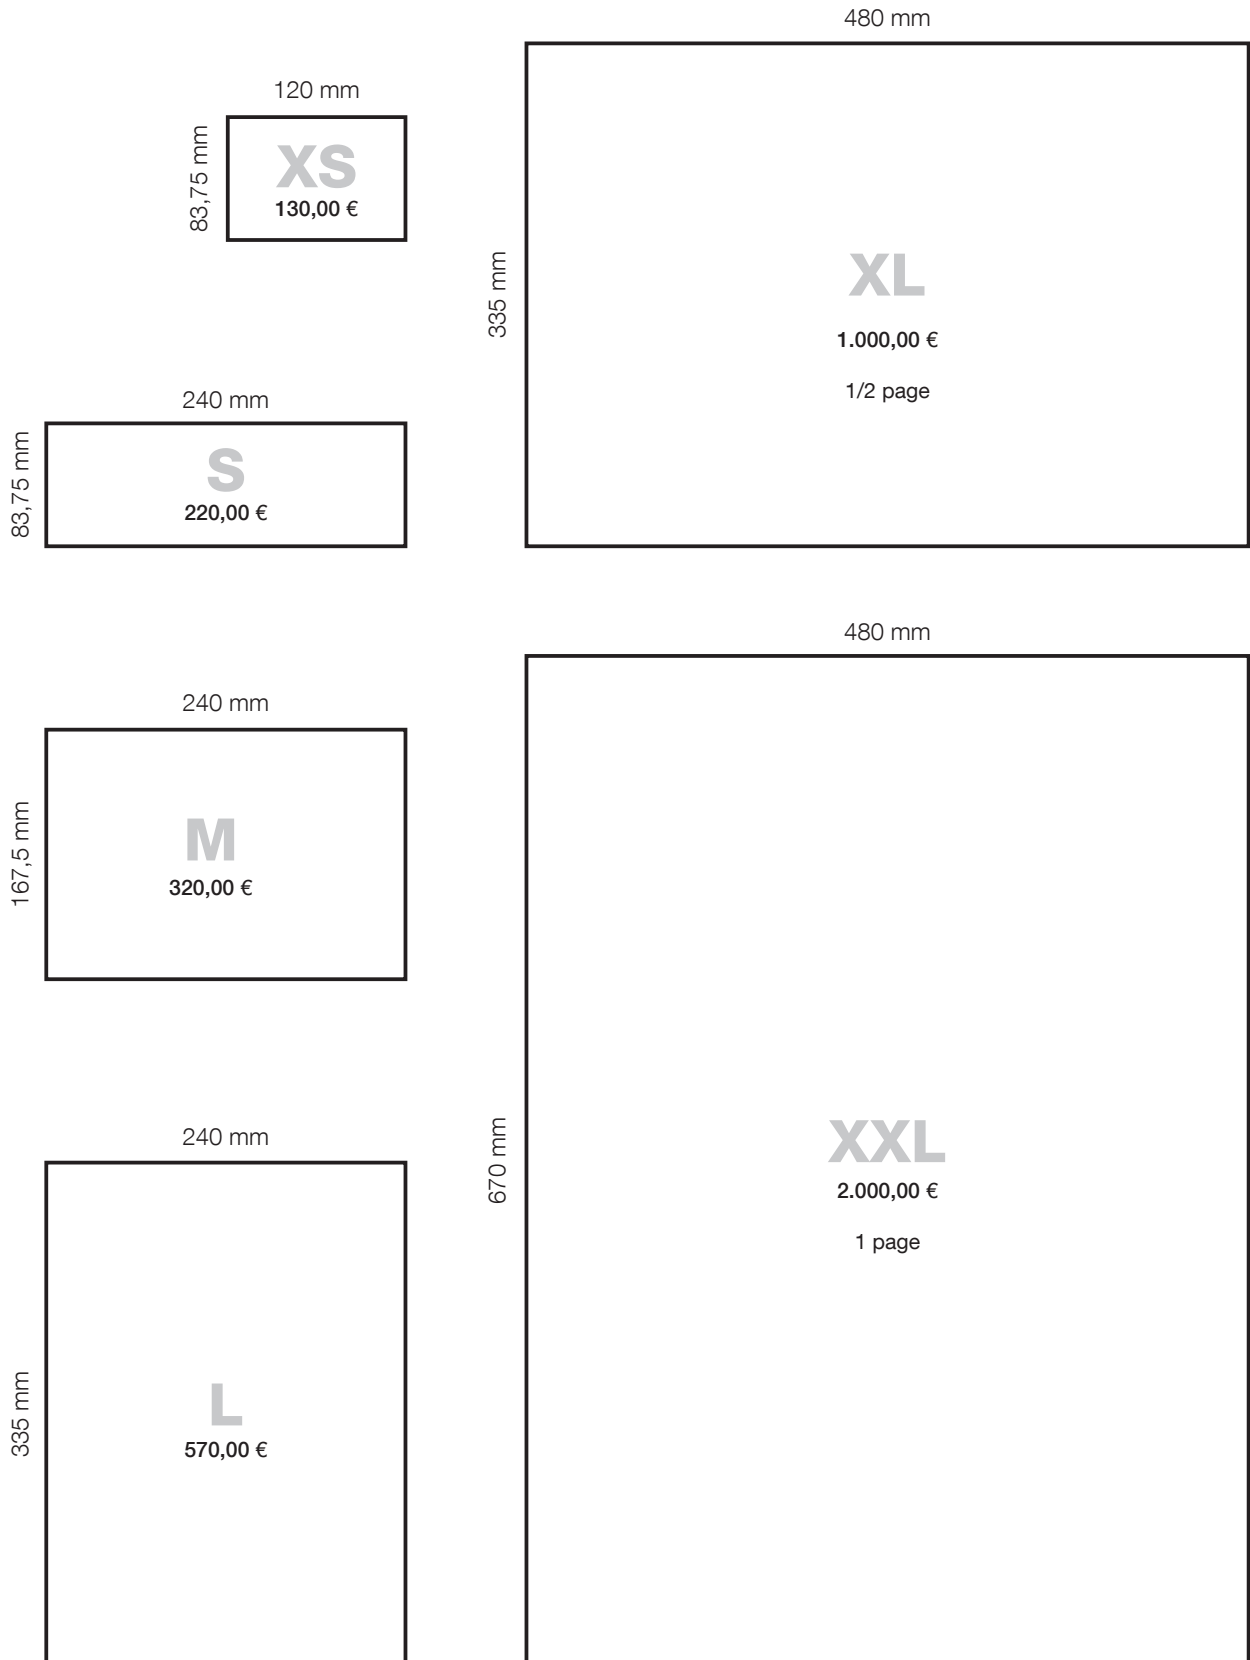 120 mm
83,75 mm
XS
130,00 €
240 mm
83,75 mm
S
220,00 €
240 mm
167,5 mm
M
320,00 €
240 mm
335 mm
L
570,00 €
480 mm
335 mm
XL
1.000,00 €
1/2 page
480 mm
670 mm
XXL
2.000,00 €
1 page